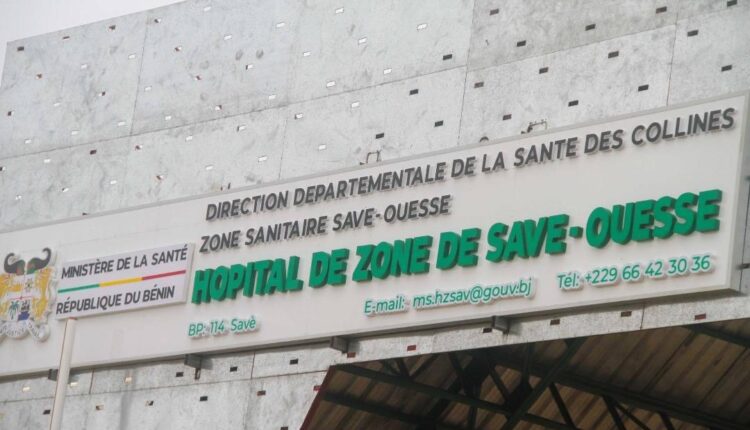 DIRECTION DEPARTEMENTALE DE LA SANTE DES COLLINES
ZONE SANITAIRE SAVE-OUESSE
MINISTÈRE DE LA SANTÉ
RÉPUBLIQUE DU BÉNIN
HOPITAL DE ZONE DE SAVE-OUESSE
BP: 114 Savè
E-mail: ms.hzsav@gouv.bj
Tél: +229 66 42 30 36